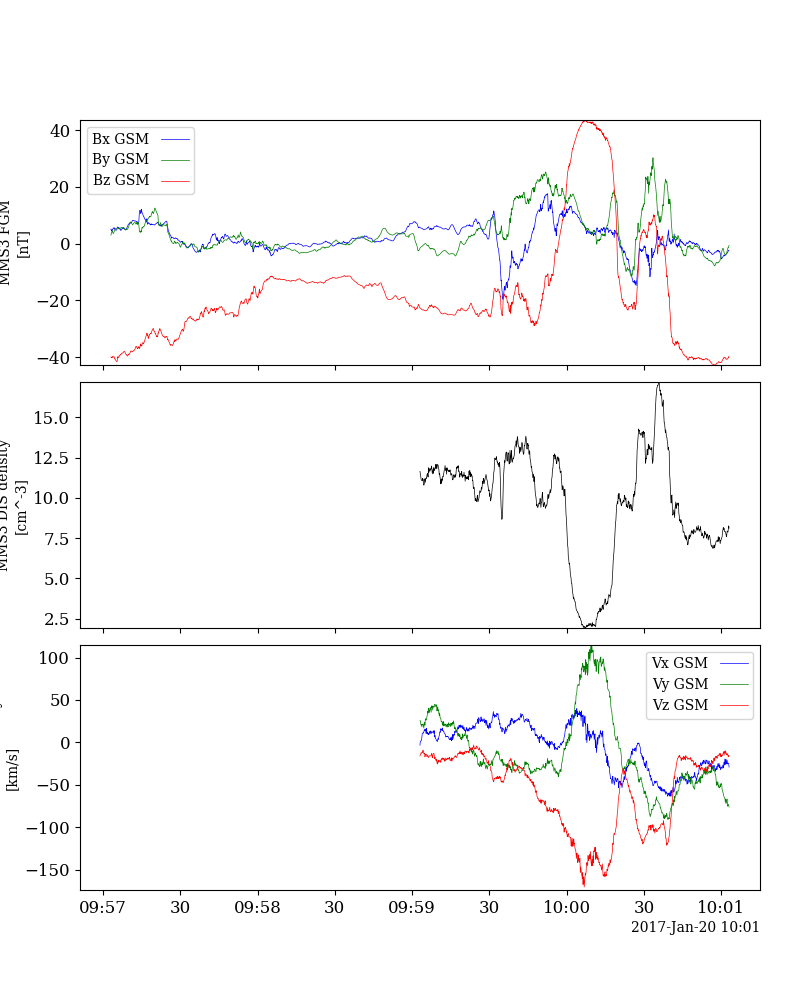 40
20
0
−20
−40
MMS3 FGM
[nT]
Bx GSM
By GSM
Bz GSM
15.0
12.5
10.0
7.5
5.0
2.5
MMS3 DIS density
[cm^-3]
100
50
0
−50
−100
−150
[km/s]
Vx GSM
Vy GSM
Vz GSM
09:57
30
09:58
30
09:59
30
10:00
30
10:01
2017-Jan-20 10:01